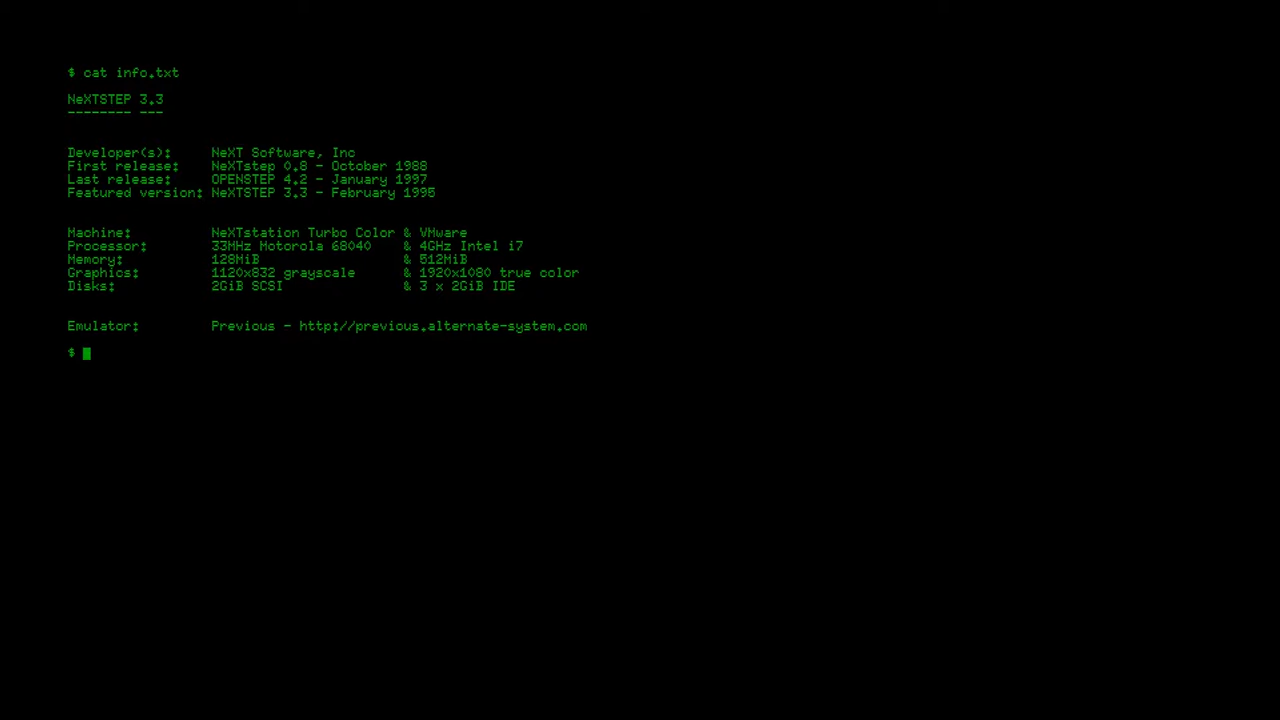 $ cat info.txt
NeXTSTEP 3.3
-------- ---
Developer(s): NeXT Software, Inc
First release: NeXTstep 0.8 - October 1988
Last release: OPENSTEP 4.2 - January 1997
Featured version: NeXTSTEP 3.3 - February 1995
Machine: NeXTstation Turbo Color & VMware
Processor: 33MHz Motorola 68040 & 4GHz Intel i7
Memory: 128MiB & 512MiB
Graphics: 1120x832 grayscale & 1920x1080 true color
Disks: 2GiB SCSI & 3 x 2GiB IDE
Emulator: Previous - http://previous.alternate-system.com
$